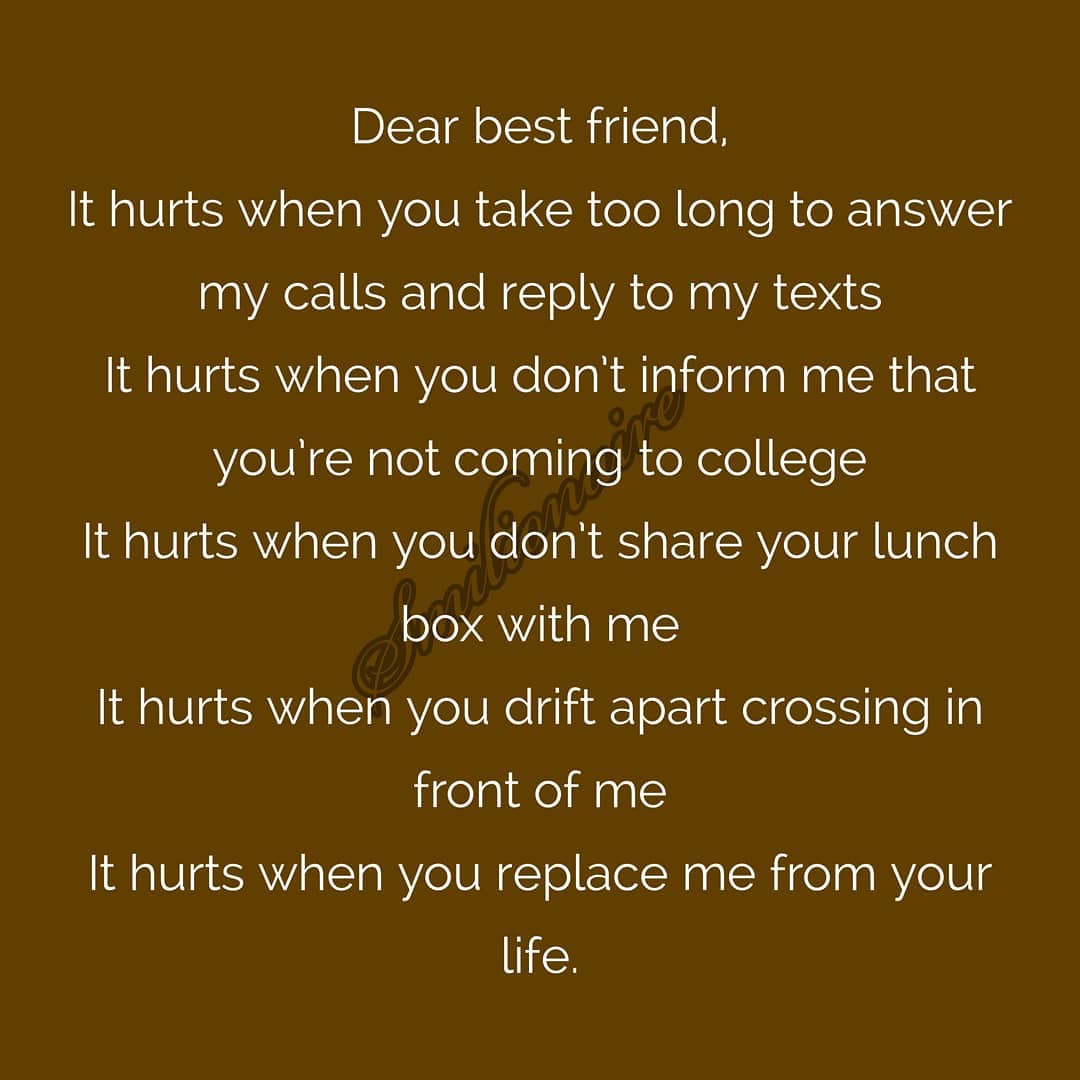 Dear best friend,
It hurts when you take too long to answer
my calls and reply to my texts
It hurts when you don't inform me that
you're not coming to college
It hurts when you don't share your lunch
box with me
It hurts when you drift apart crossing in
front of me
It hurts when you replace me from your
life.
Smilionaire